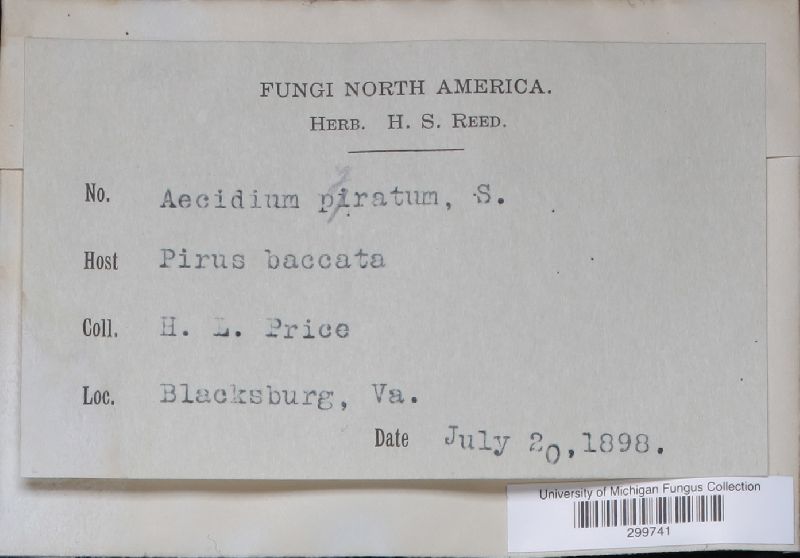 FUNGI NORTH AMERICA.
HERB. H. S. REED.
No. Aecidium pyratum, S.
Host Pirus baccata
Coll. H. L. Price
Loc. Blacksburg, Va.
Date July 20, 1898.
University of Michigan Fungus Collection
299741